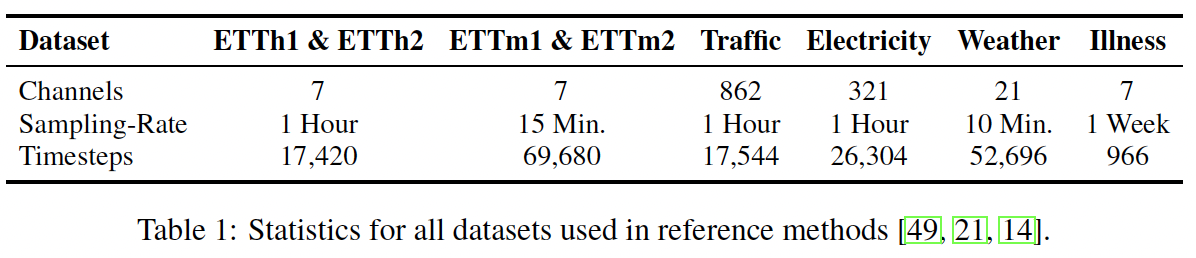 Dataset ETTh1 & ETTh2 ETTm1 & ETTm2 Traffic Electricity Weather Illness
Channels 7 7 862 321 21 7
Sampling-Rate 1 Hour 15 Min. 1 Hour 1 Hour 10 Min. 1 Week
Timesteps 17,420 69,680 17,544 26,304 52,696 966
Table 1: Statistics for all datasets used in reference methods [49, 21, 14].